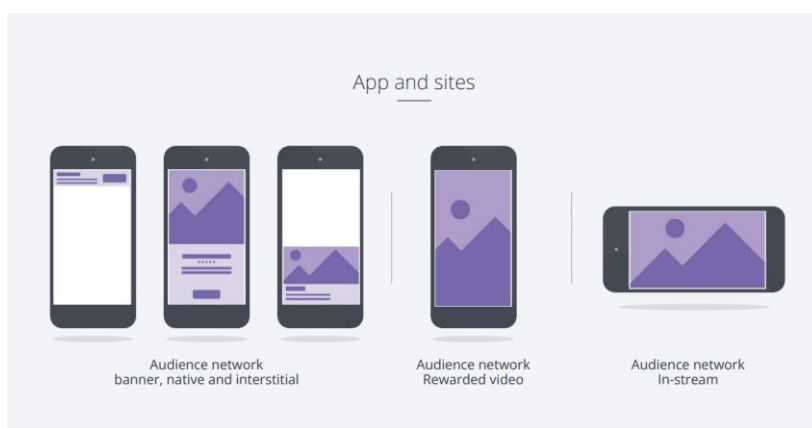 App and sites
Audience network
banner, native and interstitial
Audience network
Rewarded video
Audience network
In-stream